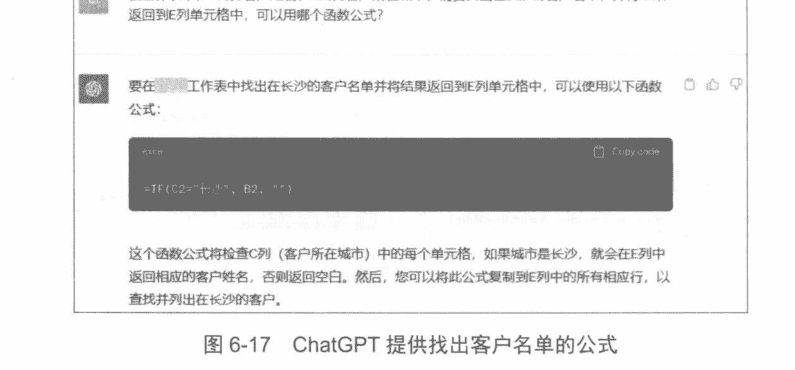 返回到E列单元格中，可以用哪个函数公式？
要在工作表中找出在长沙的客户名单并将结果返回到E列单元格中，可以使用以下函数
公式：
excel
Copy code
=IF(C2="长沙", B2, "")
这个函数公式将检查C列（客户所在城市）中的每个单元格，如果城市是长沙，就会在E列中
返回相应的客户姓名，否则返回空白。然后，您可以将此公式复制到E列中的所有相应行，以
查找并列出在长沙的客户。
图 6-17 ChatGPT 提供找出客户名单的公式